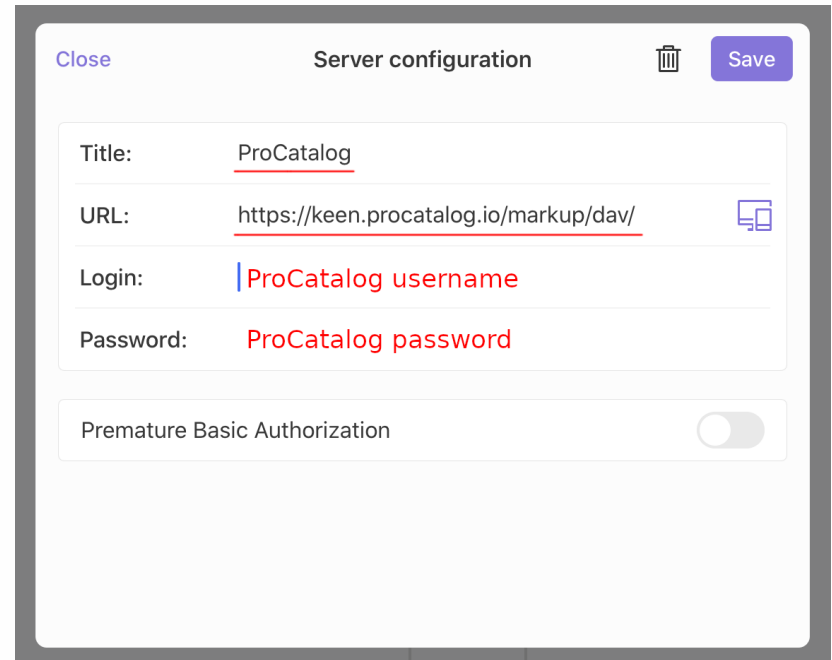 Close Server configuration Save
Title: ProCatalog
URL: https://keen.procatalog.io/markup/dav/
Login: ProCatalog username
Password: ProCatalog password
Premature Basic Authorization